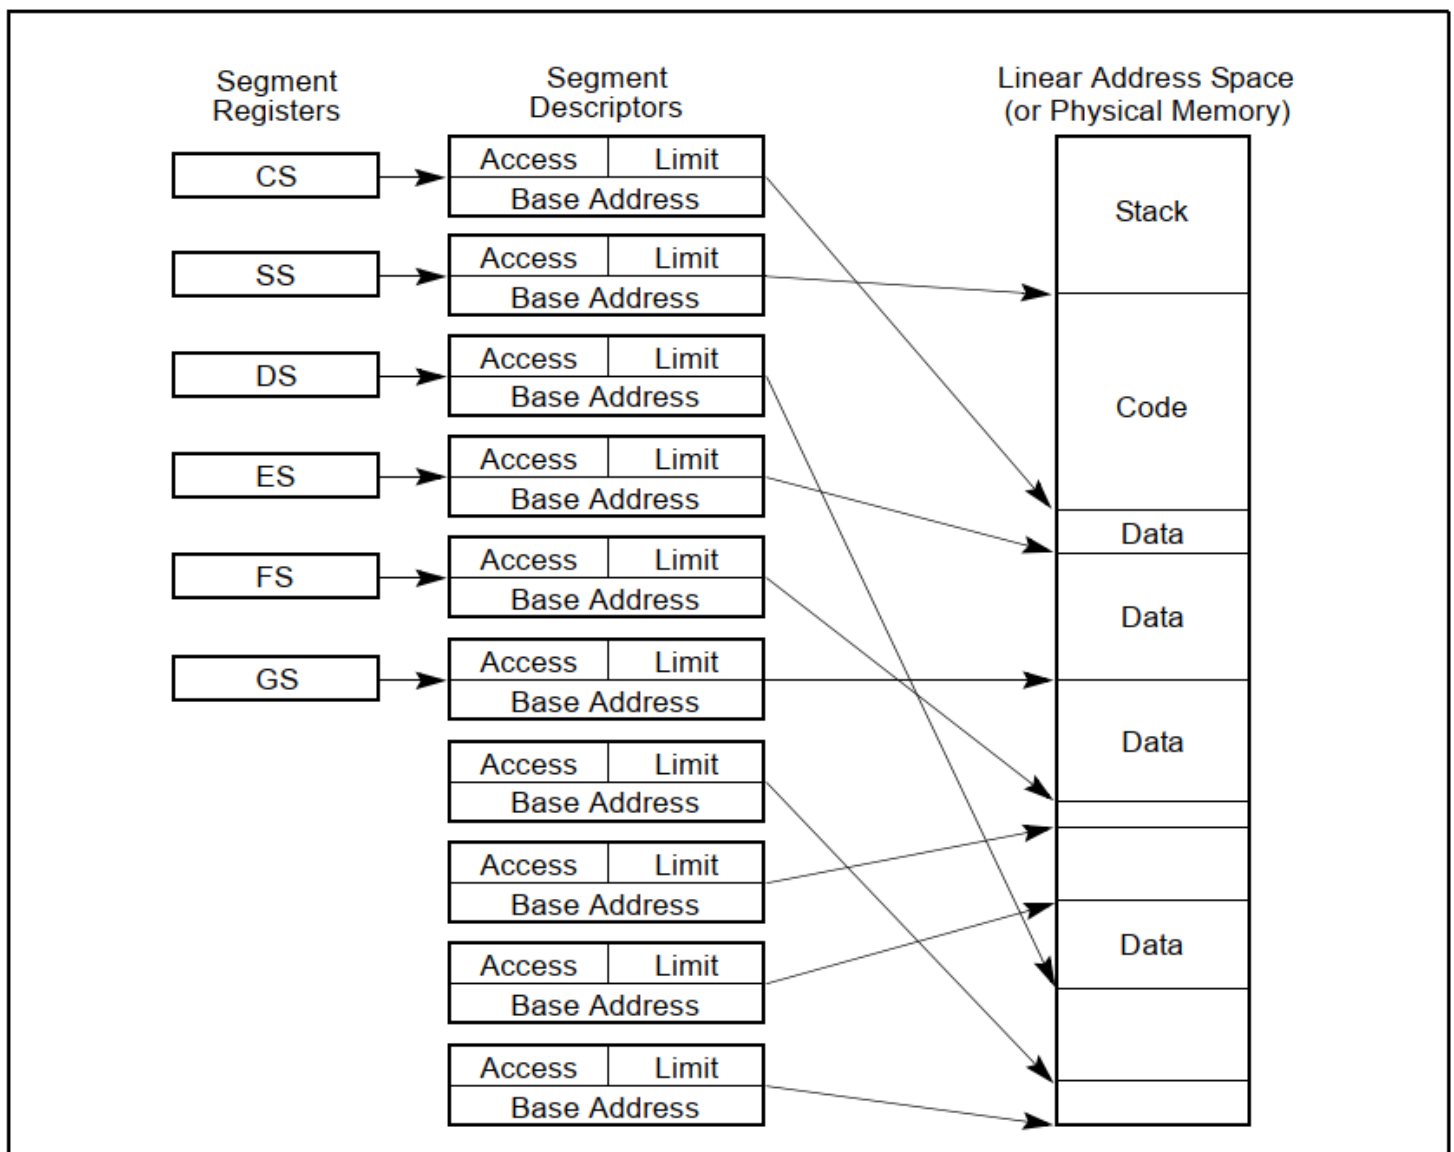 Segment
Registers
Segment
Descriptors
Linear Address Space
(or Physical Memory)
CS
Access Limit
Base Address
Stack
SS
Access Limit
Base Address
DS
Access Limit
Base Address
Code
ES
Access Limit
Base Address
Data
FS
Access Limit
Base Address
Data
GS
Access Limit
Base Address
Data
Access Limit
Base Address
Access Limit
Base Address
Access Limit
Base Address
Data
Access Limit
Base Address